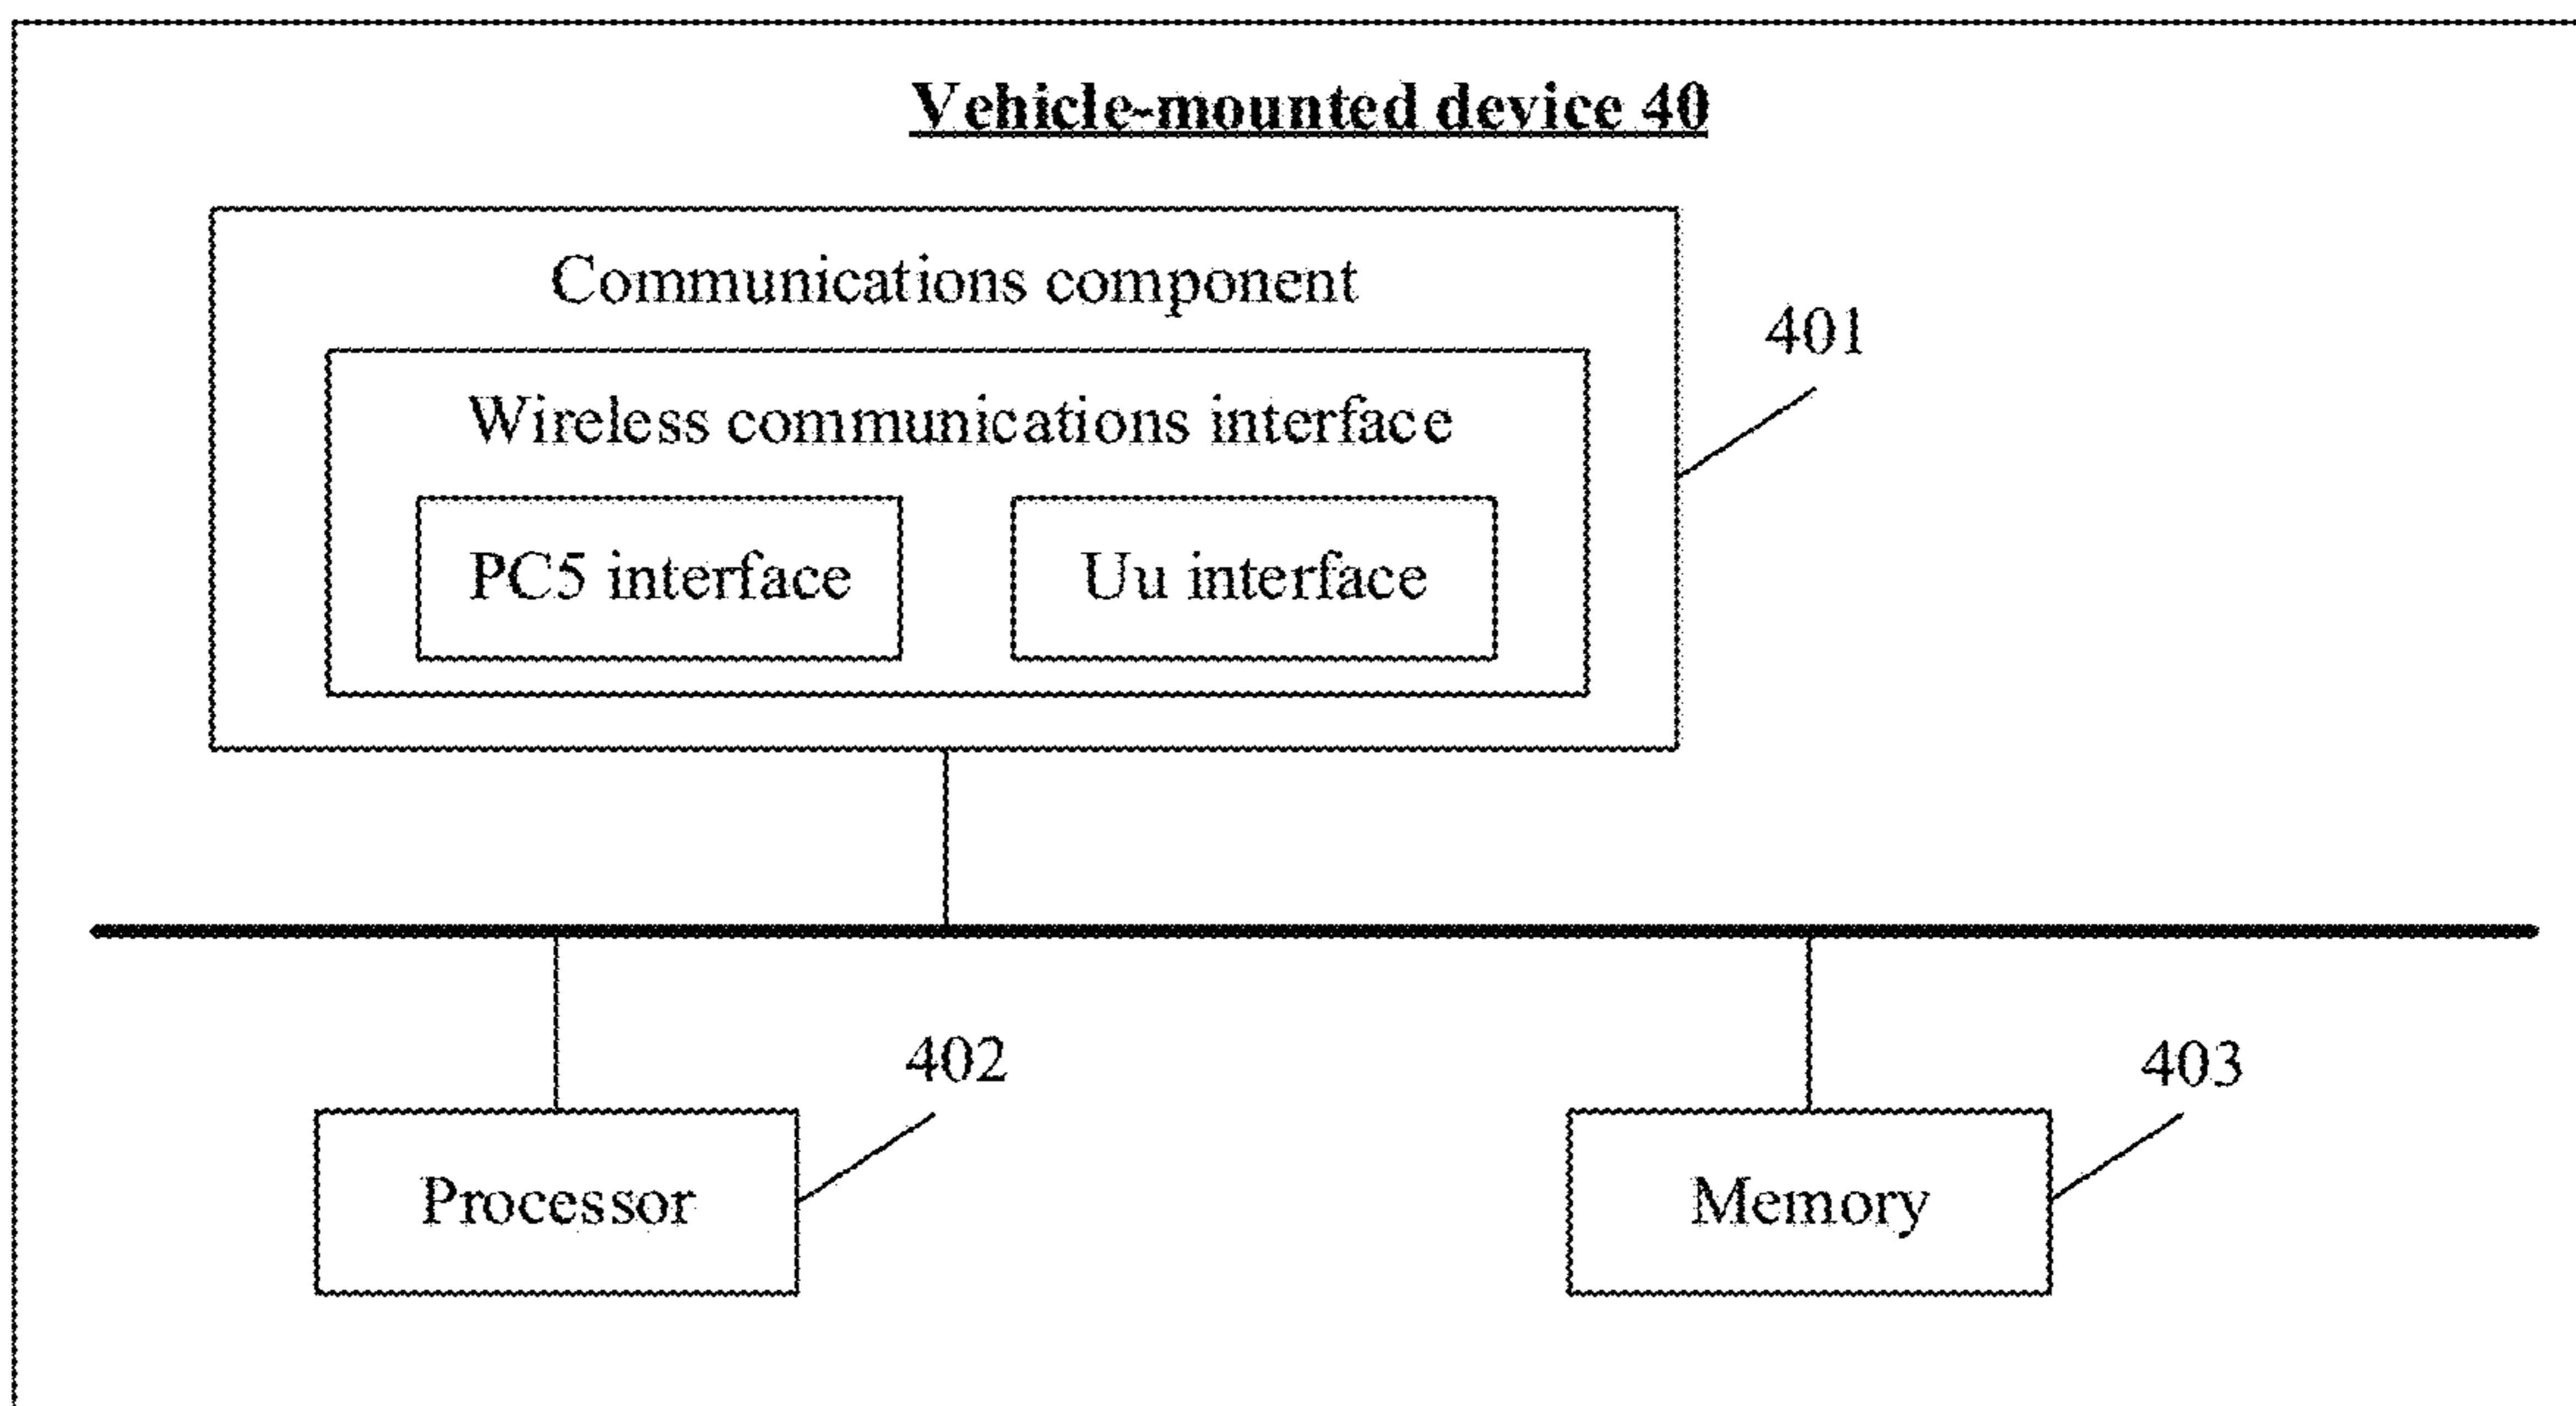 Vehicle-mounted device 40
Communications component
401
Wireless communications interface
PC5 interface
Uu interface
402
403
Processor
Memory